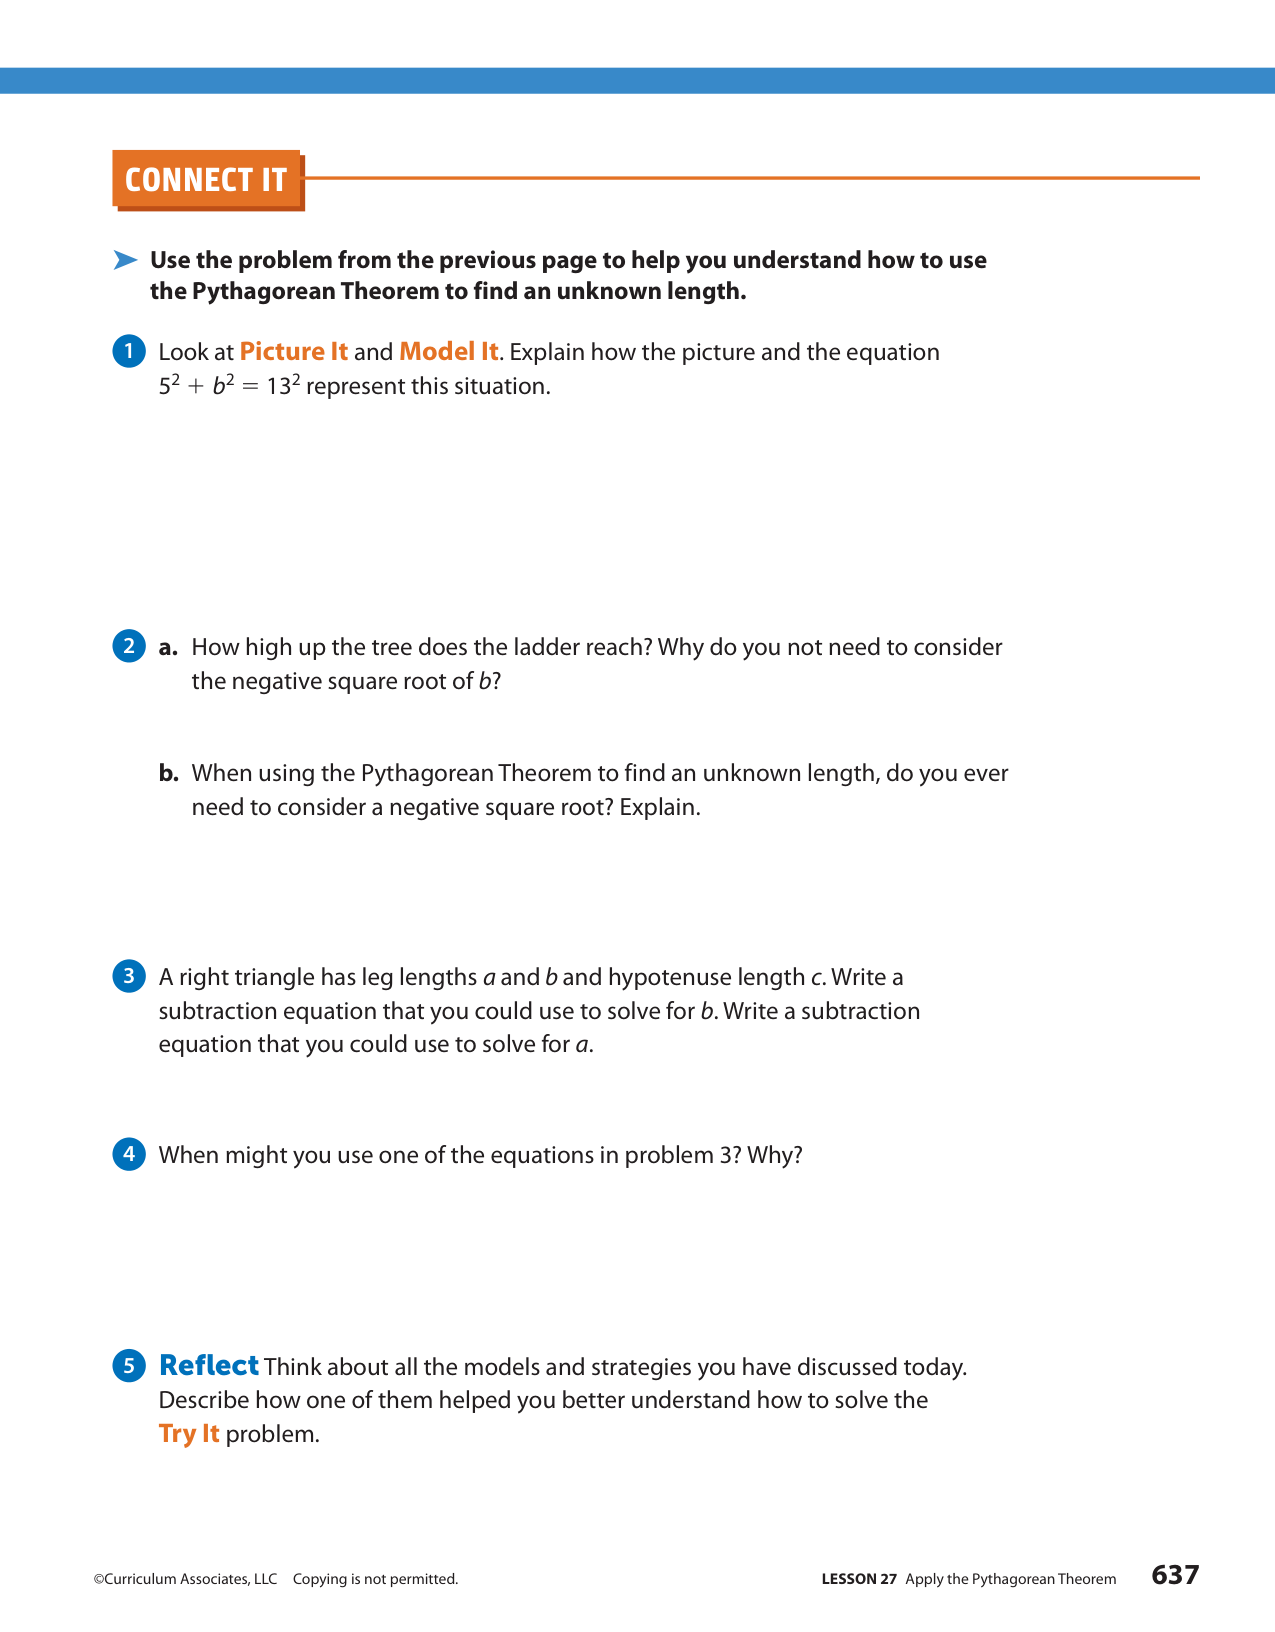 CONNECT IT
Use the problem from the previous page to help you understand how to use
the Pythagorean Theorem to find an unknown length.
1 Look at Picture It and Model It. Explain how the picture and the equation
5² + b² = 13² represent this situation.
2 a. How high up the tree does the ladder reach? Why do you not need to consider
the negative square root of b?
b. When using the Pythagorean Theorem to find an unknown length, do you ever
need to consider a negative square root? Explain.
3 A right triangle has leg lengths a and b and hypotenuse length c. Write a
subtraction equation that you could use to solve for b. Write a subtraction
equation that you could use to solve for a.
4 When might you use one of the equations in problem 3? Why?
5 Reflect Think about all the models and strategies you have discussed today.
Describe how one of them helped you better understand how to solve the
Try It problem.
©Curriculum Associates, LLC Copying is not permitted. LESSON 27 Apply the Pythagorean Theorem 637